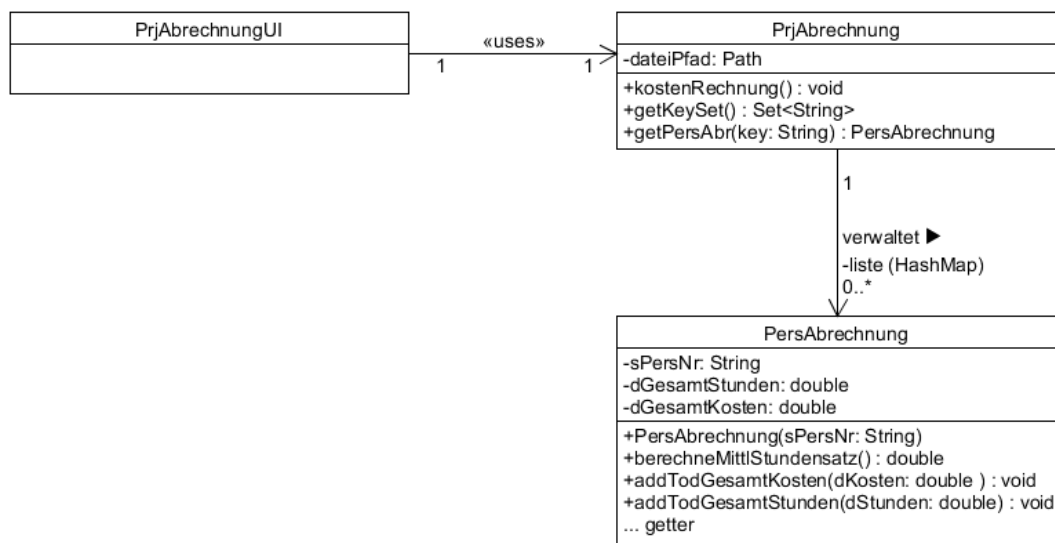 PrjAbrechnungUI
«uses»
1
1
PrjAbrechnung
-dateiPfad: Path
+kostenRechnung() : void
+getKeySet() : Set<String>
+getPersAbr(key: String) : PersAbrechnung
1
verwaltet ▶
-liste (HashMap)
0..*
PersAbrechnung
-sPersNr: String
-dGesamtStunden: double
-dGesamtKosten: double
+PersAbrechnung(sPersNr: String)
+berechneMittlStundensatz() : double
+addTodGesamtKosten(dKosten: double ) : void
+addTodGesamtStunden(dStunden: double) : void
... getter